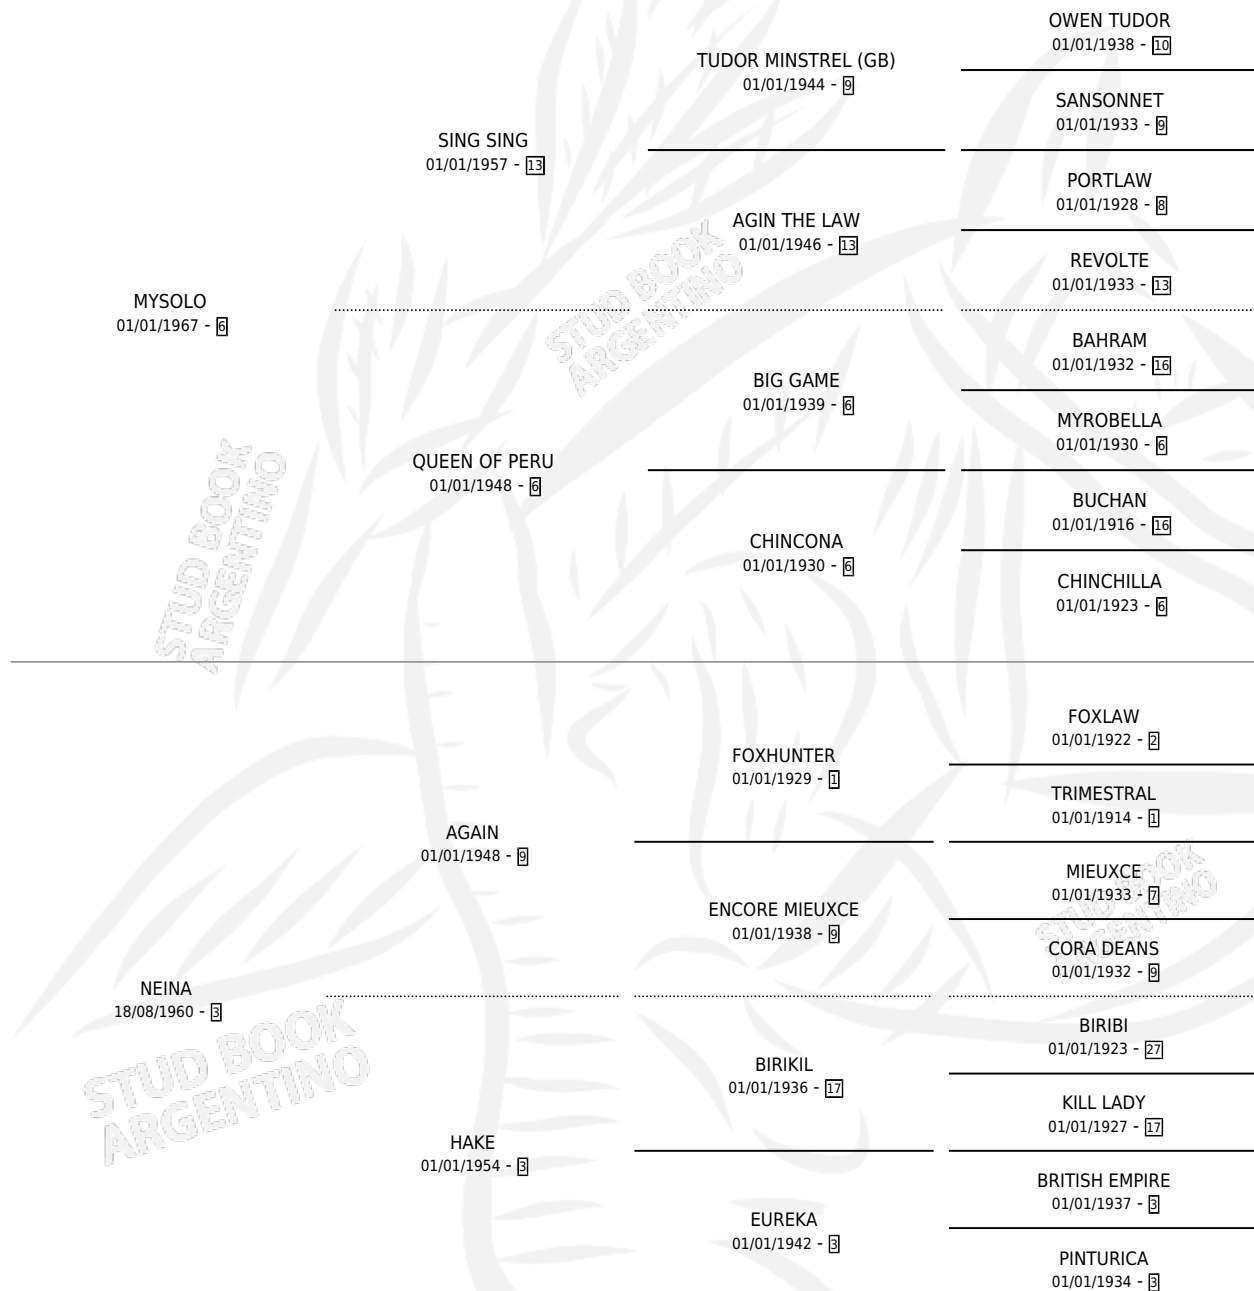 OWEN TUDOR
01/01/1938 - 10
TUDOR MINSTREL (GB)
01/01/1944 - 9
SANSONNET
01/01/1933 - 9
SING SING
01/01/1957 - 13
PORTLAW
01/01/1928 - 8
AGIN THE LAW
01/01/1946 - 13
REVOLTE
01/01/1933 - 13
MYSOLO
01/01/1967 - 6
BAHRAM
01/01/1932 - 16
BIG GAME
01/01/1939 - 6
MYROBELLA
01/01/1930 - 6
QUEEN OF PERU
01/01/1948 - 6
BUCHAN
01/01/1916 - 16
CHINCONA
01/01/1930 - 6
CHINCHILLA
01/01/1923 - 6
FOXLAW
01/01/1922 - 2
FOXHUNTER
01/01/1929 - 1
TRIMESTRAL
01/01/1914 - 1
AGAIN
01/01/1948 - 9
MIEUXCE
01/01/1933 - 7
ENCORE MIEUXCE
01/01/1938 - 9
CORA DEANS
01/01/1932 - 9
NEINA
18/08/1960 - 3
BIRIBI
01/01/1923 - 27
BIRIKIL
01/01/1936 - 17
KILL LADY
01/01/1927 - 17
HAKE
01/01/1954 - 3
BRITISH EMPIRE
01/01/1937 - 3
EUREKA
01/01/1942 - 3
PINTURICA
01/01/1934 - 3
STUD BOOK
ARGENTINO
STUD BOOK
ARGENTINO
STUD BOOK
ARGENTINO
STUD BOOK
ARGENTINO